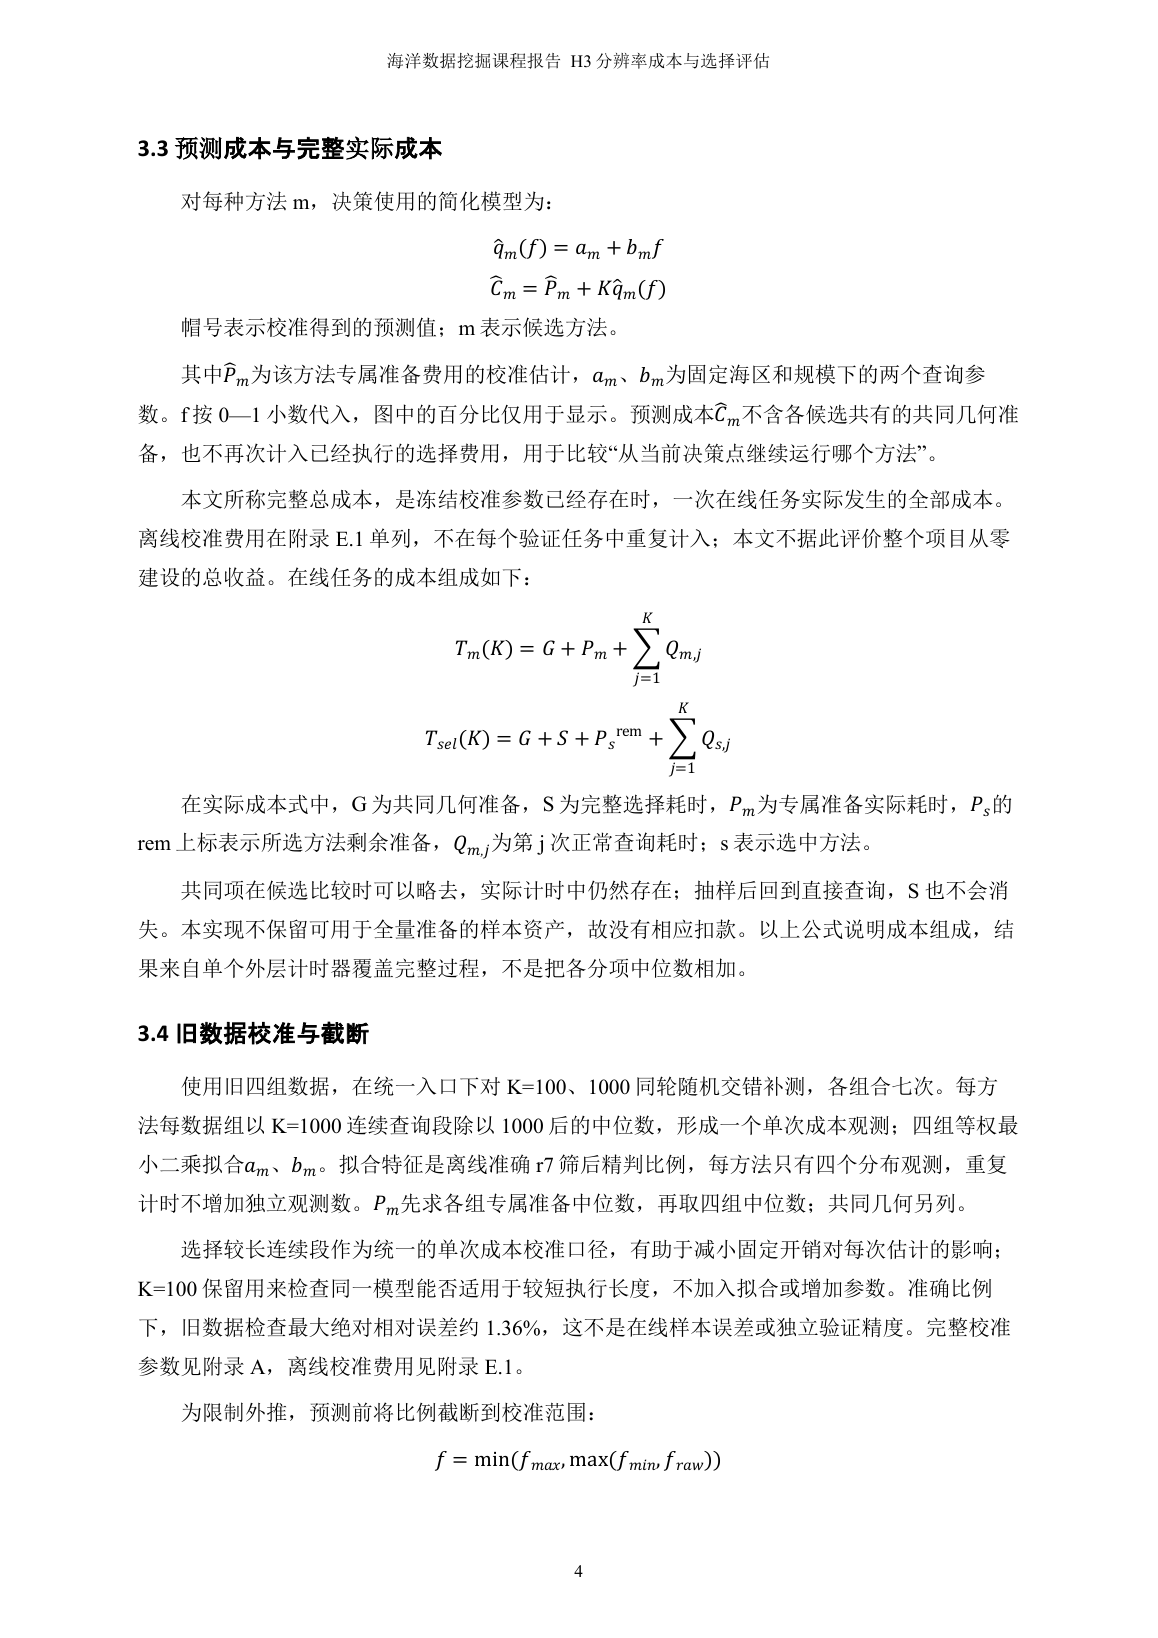 海洋数据挖掘课程报告 H3 分辨率成本与选择评估
3.3 预测成本与完整实际成本
对每种方法 m，决策使用的简化模型为：
q̂_m(f) = a_m + b_m f
Ĉ_m = P̂_m + K q̂_m(f)
帽号表示校准得到的预测值；m 表示候选方法。
其中P̂_m为该方法专属准备费用的校准估计，a_m、b_m为固定海区和规模下的两个查询参
数。f 按 0—1 小数代入，图中的百分比仅用于显示。预测成本Ĉ_m不含各候选共有的共同几何准
备，也不再次计入已经执行的选择费用，用于比较“从当前决策点继续运行哪个方法”。
本文所称完整总成本，是冻结校准参数已经存在时，一次在线任务实际发生的全部成本。
离线校准费用在附录 E.1 单列，不在每个验证任务中重复计入；本文不据此评价整个项目从零
建设的总收益。在线任务的成本组成如下：
T_m(K) = G + P_m + ∑_{j=1}^{K} Q_{m,j}
T_{sel}(K) = G + S + P_s^{rem} + ∑_{j=1}^{K} Q_{s,j}
在实际成本式中，G 为共同几何准备，S 为完整选择耗时，P_m为专属准备实际耗时，P_s的
rem 上标表示所选方法剩余准备，Q_{m,j}为第 j 次正常查询耗时；s 表示选中方法。
共同项在候选比较时可以略去，实际计时中仍然存在；抽样后回到直接查询，S 也不会消
失。本实现不保留可用于全量准备的样本资产，故没有相应扣款。以上公式说明成本组成，结
果来自单个外层计时器覆盖完整过程，不是把各分项中位数相加。
3.4 旧数据校准与截断
使用旧四组数据，在统一入口下对 K=100、1000 同轮随机交错补测，各组合七次。每方
法每数据组以 K=1000 连续查询段除以 1000 后的中位数，形成一个单次成本观测；四组等权最
小二乘拟合a_m、b_m。拟合特征是离线准确 r7 筛后精判比例，每方法只有四个分布观测，重复
计时不增加独立观测数。P_m先求各组专属准备中位数，再取四组中位数；共同几何另列。
选择较长连续段作为统一的单次成本校准口径，有助于减小固定开销对每次估计的影响；
K=100 保留用来检查同一模型能否适用于较短执行长度，不加入拟合或增加参数。准确比例
下，旧数据检查最大绝对相对误差约 1.36%，这不是在线样本误差或独立验证精度。完整校准
参数见附录 A，离线校准费用见附录 E.1。
为限制外推，预测前将比例截断到校准范围：
f = min(f_{max}, max(f_{min}, f_{raw}))
4